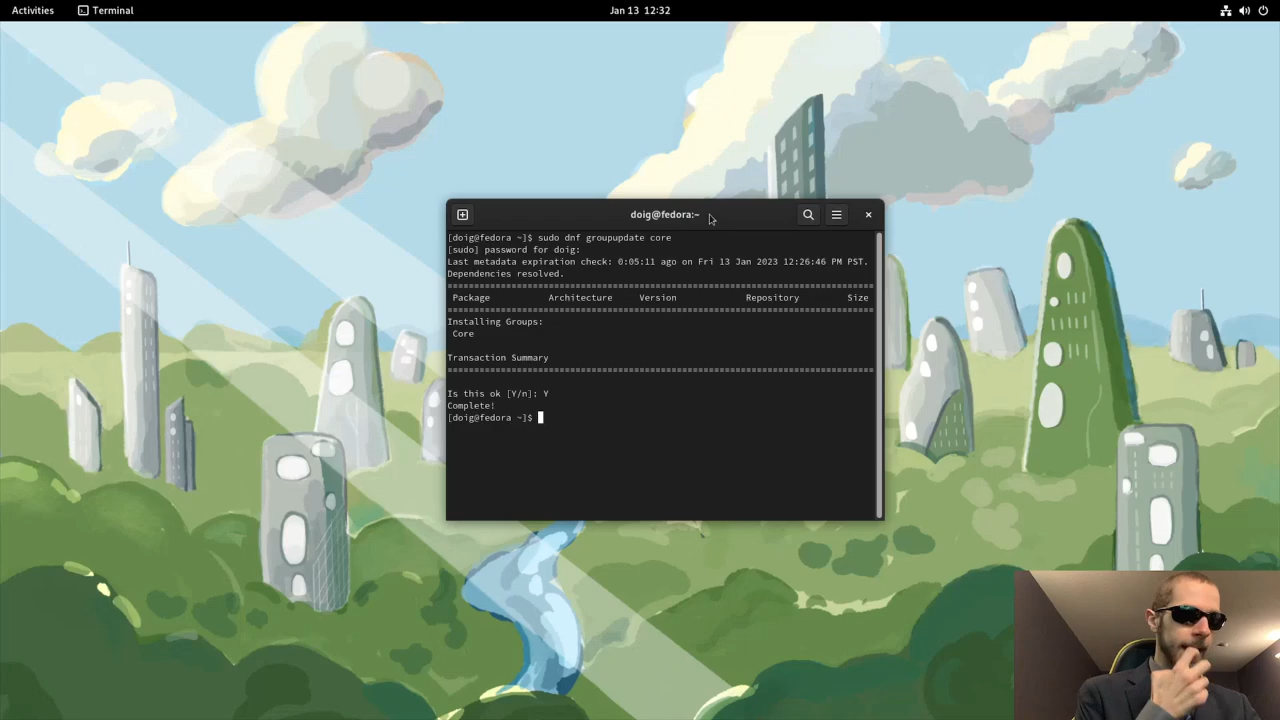 Activities Terminal Jan 13 12:32
doig@fedora:~
[doig@fedora ~]$ sudo dnf groupupdate core
[sudo] password for doig:
Last metadata expiration check: 0:05:11 ago on Fri 13 Jan 2023 12:26:46 PM PST.
Dependencies resolved.
================================================================================
Package Architecture Version Repository Size
================================================================================
Installing Groups:
Core
Transaction Summary
================================================================================
Is this ok [Y/n]: Y
Complete!
[doig@fedora ~]$